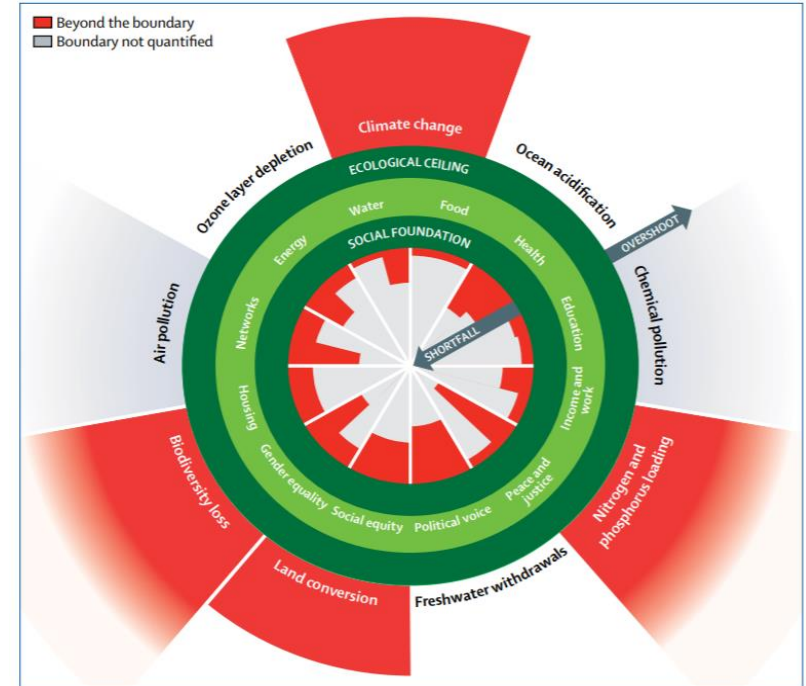 Beyond the boundary
Boundary not quantified
Climate change
Ozone layer depletion
Ocean acidification
ECOLOGICAL CEILING
Water
Food
Energy
Health
SOCIAL FOUNDATION
OVERSHOOT
Air pollution
Networks
SHORTFALL
Education
Chemical pollution
Housing
Income and
work
Biodiversity loss
Gender equality
Social equity
Political voice
Peace and
justice
Nitrogen and
phosphorus loading
Land conversion
Freshwater withdrawals